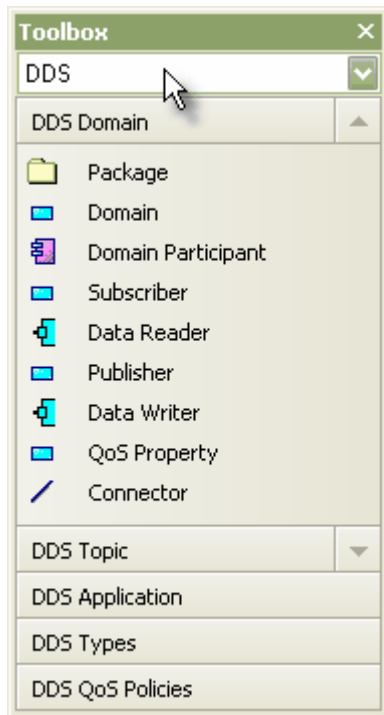 Toolbox
DDS
DDS Domain
Package
Domain
Domain Participant
Subscriber
Data Reader
Publisher
Data Writer
QoS Property
Connector
DDS Topic
DDS Application
DDS Types
DDS QoS Policies